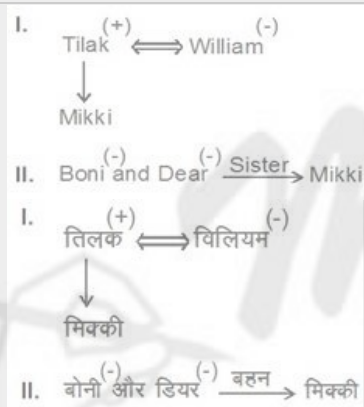 I. Tilak (+) ⟺ William (-)
↓
Mikki
II. Boni (-) and Dear (-) Sister → Mikki
I. तिलक (+) ⟺ विलियम (-)
↓
मिक्की
II. बोनी (-) और डियर (-) बहन → मिक्की